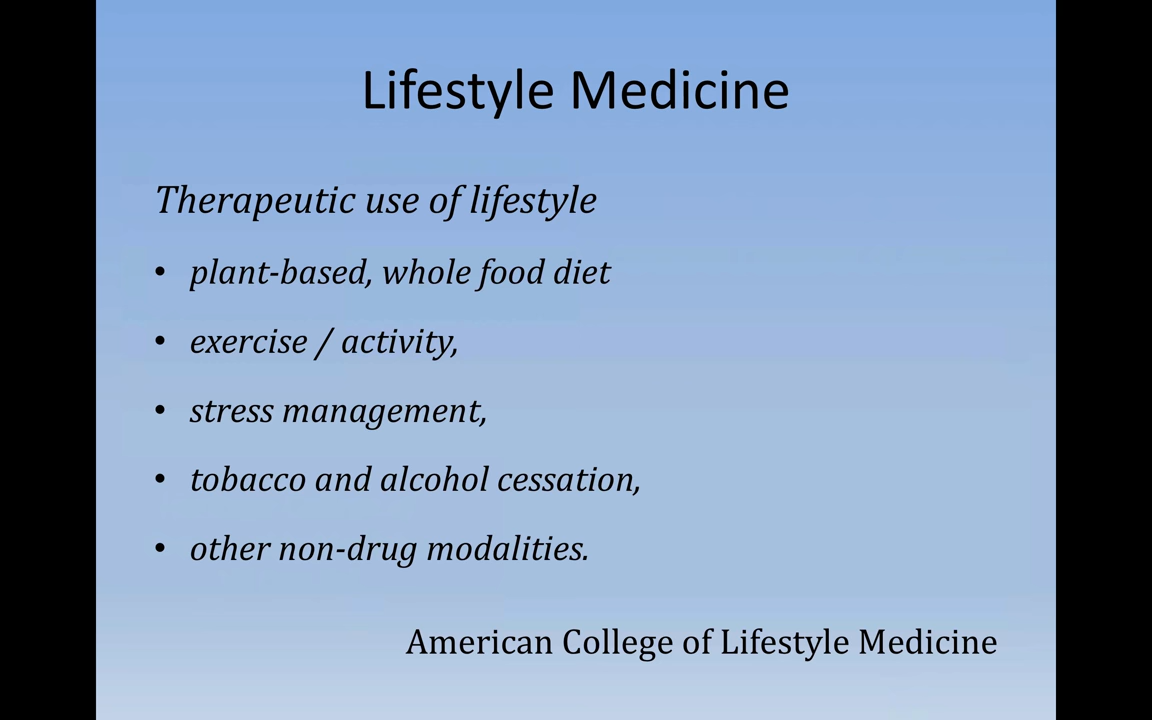 Lifestyle Medicine
Therapeutic use of lifestyle
• plant-based, whole food diet
• exercise / activity,
• stress management,
• tobacco and alcohol cessation,
• other non-drug modalities.
American College of Lifestyle Medicine